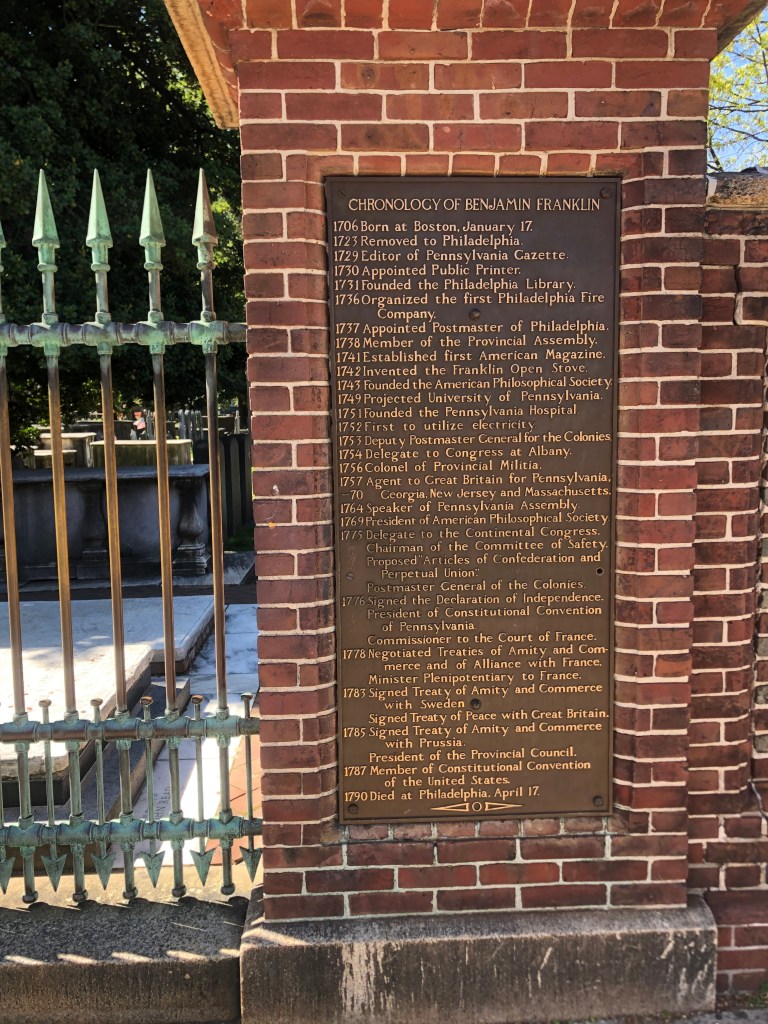 CHRONOLOGY OF BENJAMIN FRANKLIN
1706 Born at Boston, January 17.
1723 Removed to Philadelphia.
1729 Editor of Pennsylvania Gazette.
1730 Appointed Public Printer.
1731 Founded the Philadelphia Library.
1736 Organized the first Philadelphia Fire
Company.
1737 Appointed Postmaster of Philadelphia.
1738 Member of the Provincial Assembly.
1741 Established first American Magazine.
1742 Invented the Franklin Open Stove.
1743 Founded the American Philosophical Society
1749 Projected University of Pennsylvania.
1751 Founded the Pennsylvania Hospital
1752 First to utilize electricity
1753 Deputy Postmaster General for the Colonies.
1754 Delegate to Congress at Albany.
1756 Colonel of Provincial Militia.
1757 Agent to Great Britain for Pennsylvania,
-70 Georgia, New Jersey and Massachusetts.
1764 Speaker of Pennsylvania Assembly
1769 President of American Philosophical Society
1775 Delegate to the Continental Congress.
Chairman of the Committee of Safety.
Proposed "Articles of Confederation and
Perpetual Union".
Postmaster General of the Colonies.
1776 Signed the Declaration of Independence.
President of Constitutional Convention
of Pennsylvania
Commissioner to the Court of France.
1778 Negotiated Treaties of Amity and Com-
merce and of Alliance with France.
Minister Plenipotentiary to France.
1783 Signed Treaty of Amity and Commerce
with Sweden
Signed Treaty of Peace with Great Britain.
1785 Signed Treaty of Amity and Commerce
with Prussia.
President of the Provincial Council.
1787 Member of Constitutional Convention
of the United States.
1790 Died at Philadelphia, April 17.